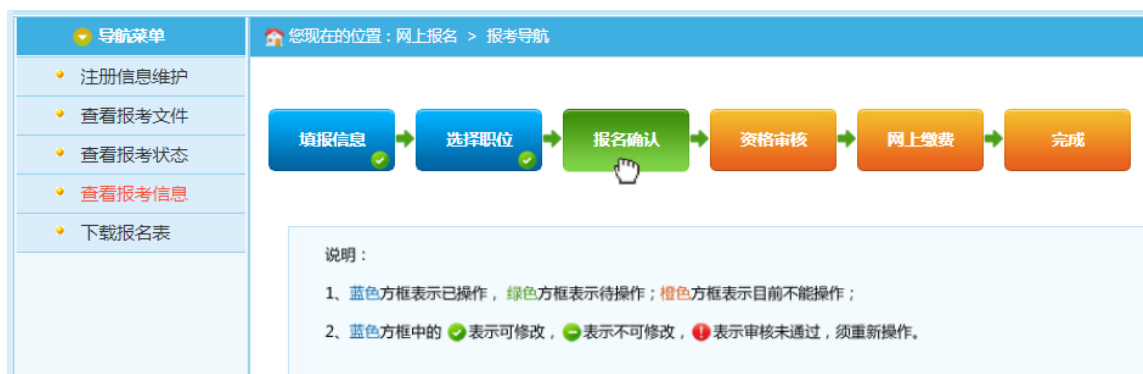 导航菜单
您现在的位置：网上报名 > 报考导航
注册信息维护
查看报考文件
查看报考状态
查看报考信息
下载报名表
填报信息
选择职位
报名确认
资格审核
网上缴费
完成
说明：
1、蓝色方框表示已操作，绿色方框表示待操作；橙色方框表示目前不能操作；
2、蓝色方框中的 表示可修改， 表示不可修改， 表示审核未通过，须重新操作。